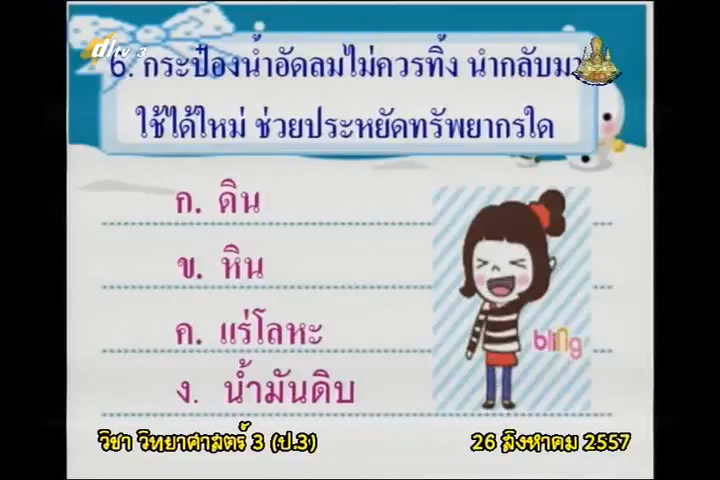 dltv 3
6. กระป๋องน้ำอัดลมไม่ควรทิ้ง นำกลับมา
ใช้ได้ใหม่ ช่วยประหยัดทรัพยากรใด
ก. ดิน
ข. หิน
ค. แร่โลหะ
ง. น้ำมันดิบ
bling
วิชา วิทยาศาสตร์ 3 (ป.3)
26 สิงหาคม 2557